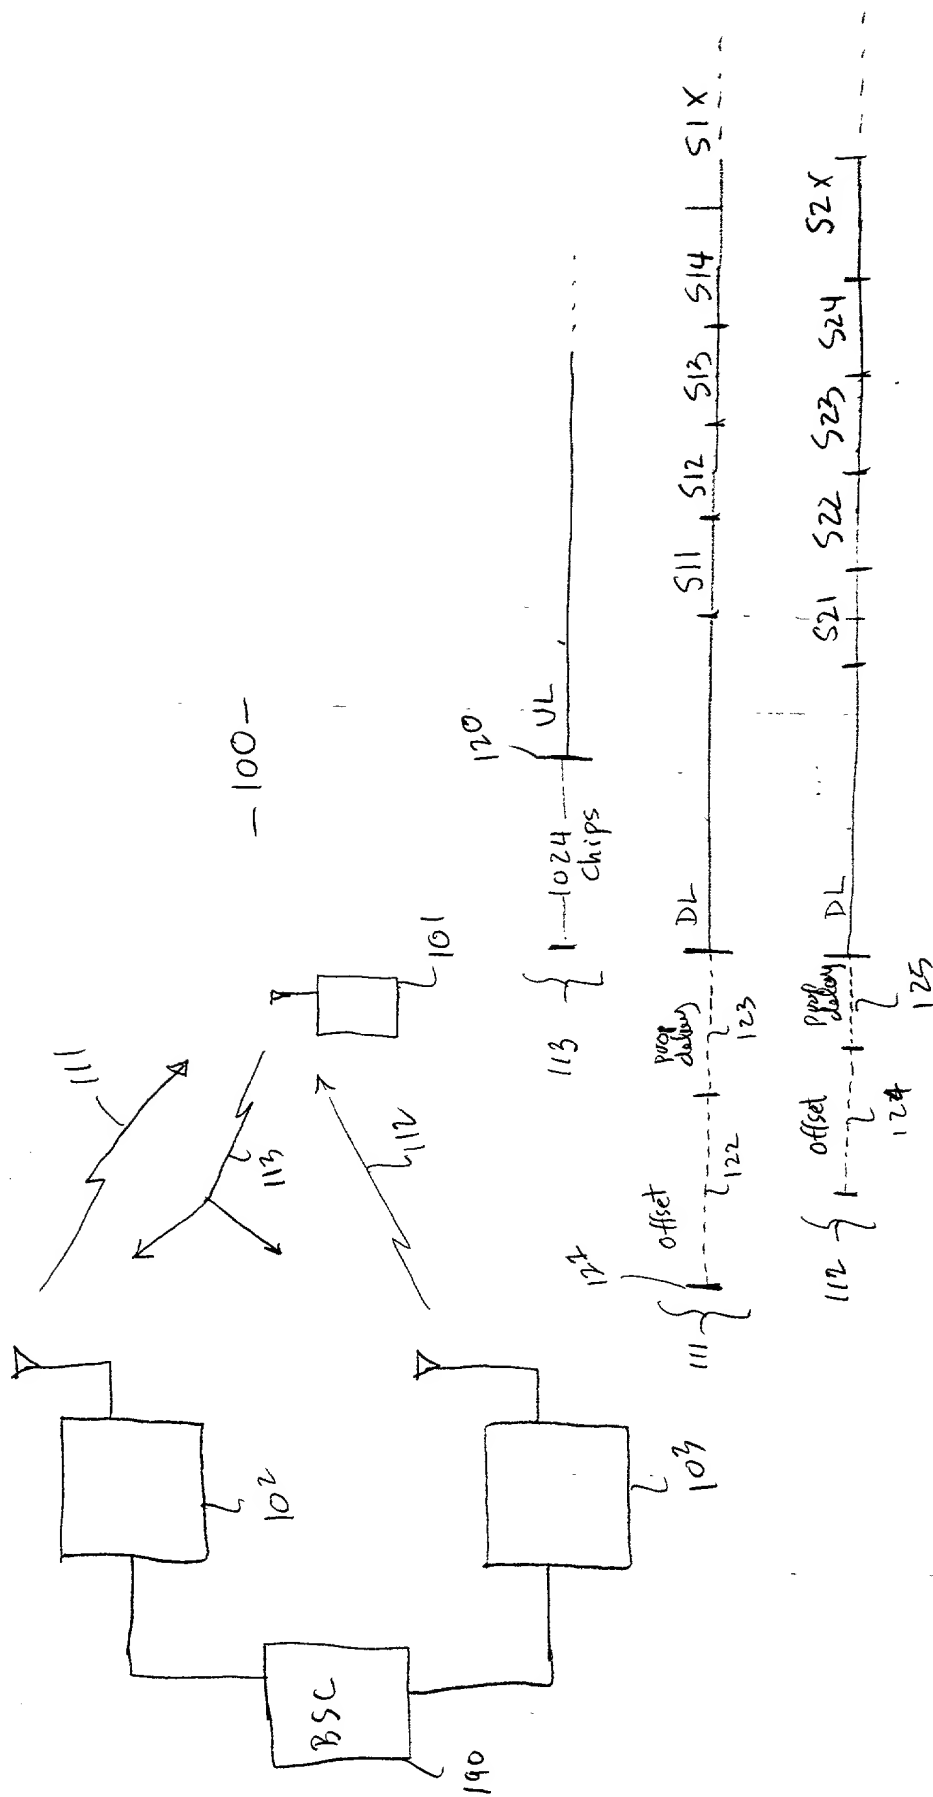 -100-
111
101
113
112
102
103
BSC
190
120
113
1024
chips
UL
111
offset
122
prop
delay
123
DL
S11
S12
S13
S14
S1X
112
offset
124
prop
delay
125
DL
S21
S22
S23
S24
S2X